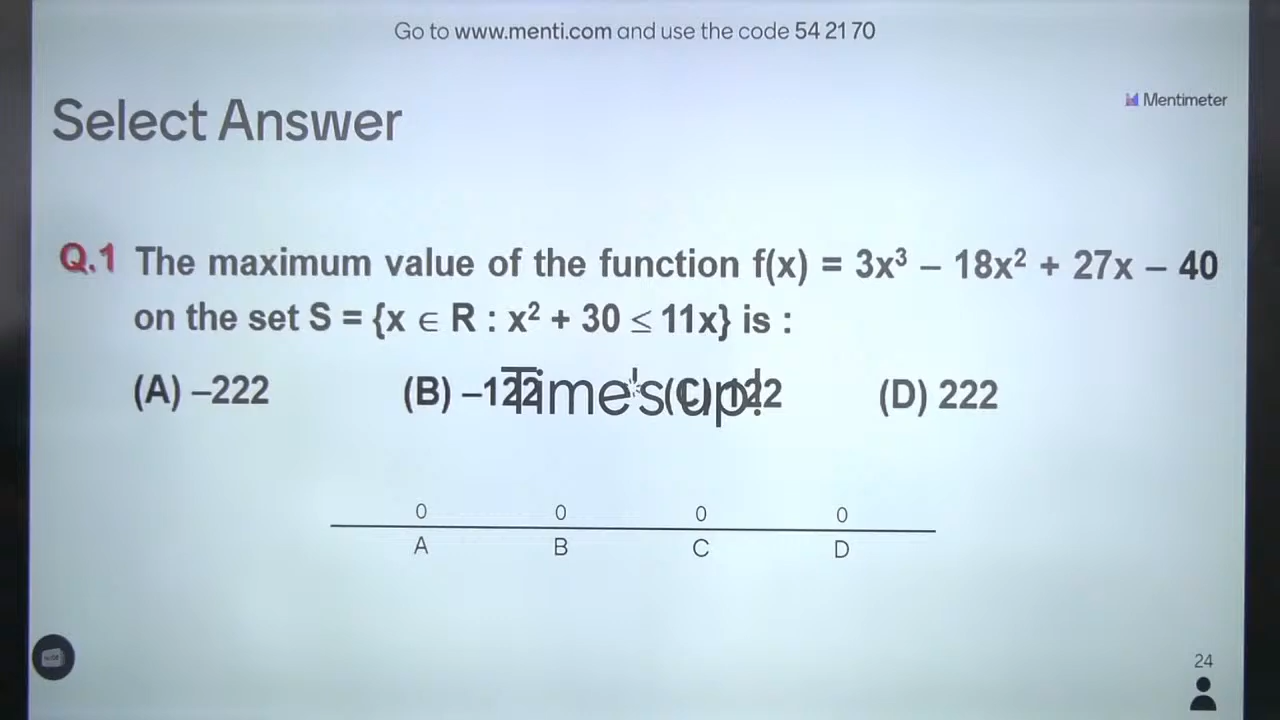 Go to www.menti.com and use the code 54 21 70
Mentimeter
Select Answer
Q.1 The maximum value of the function f(x) = 3x³ – 18x² + 27x – 40
on the set S = {x ∈ R : x² + 30 ≤ 11x} is :
(A) –222 (B) –122 (C) 122 (D) 222
Time's up!
0 0 0 0
A B C D
24